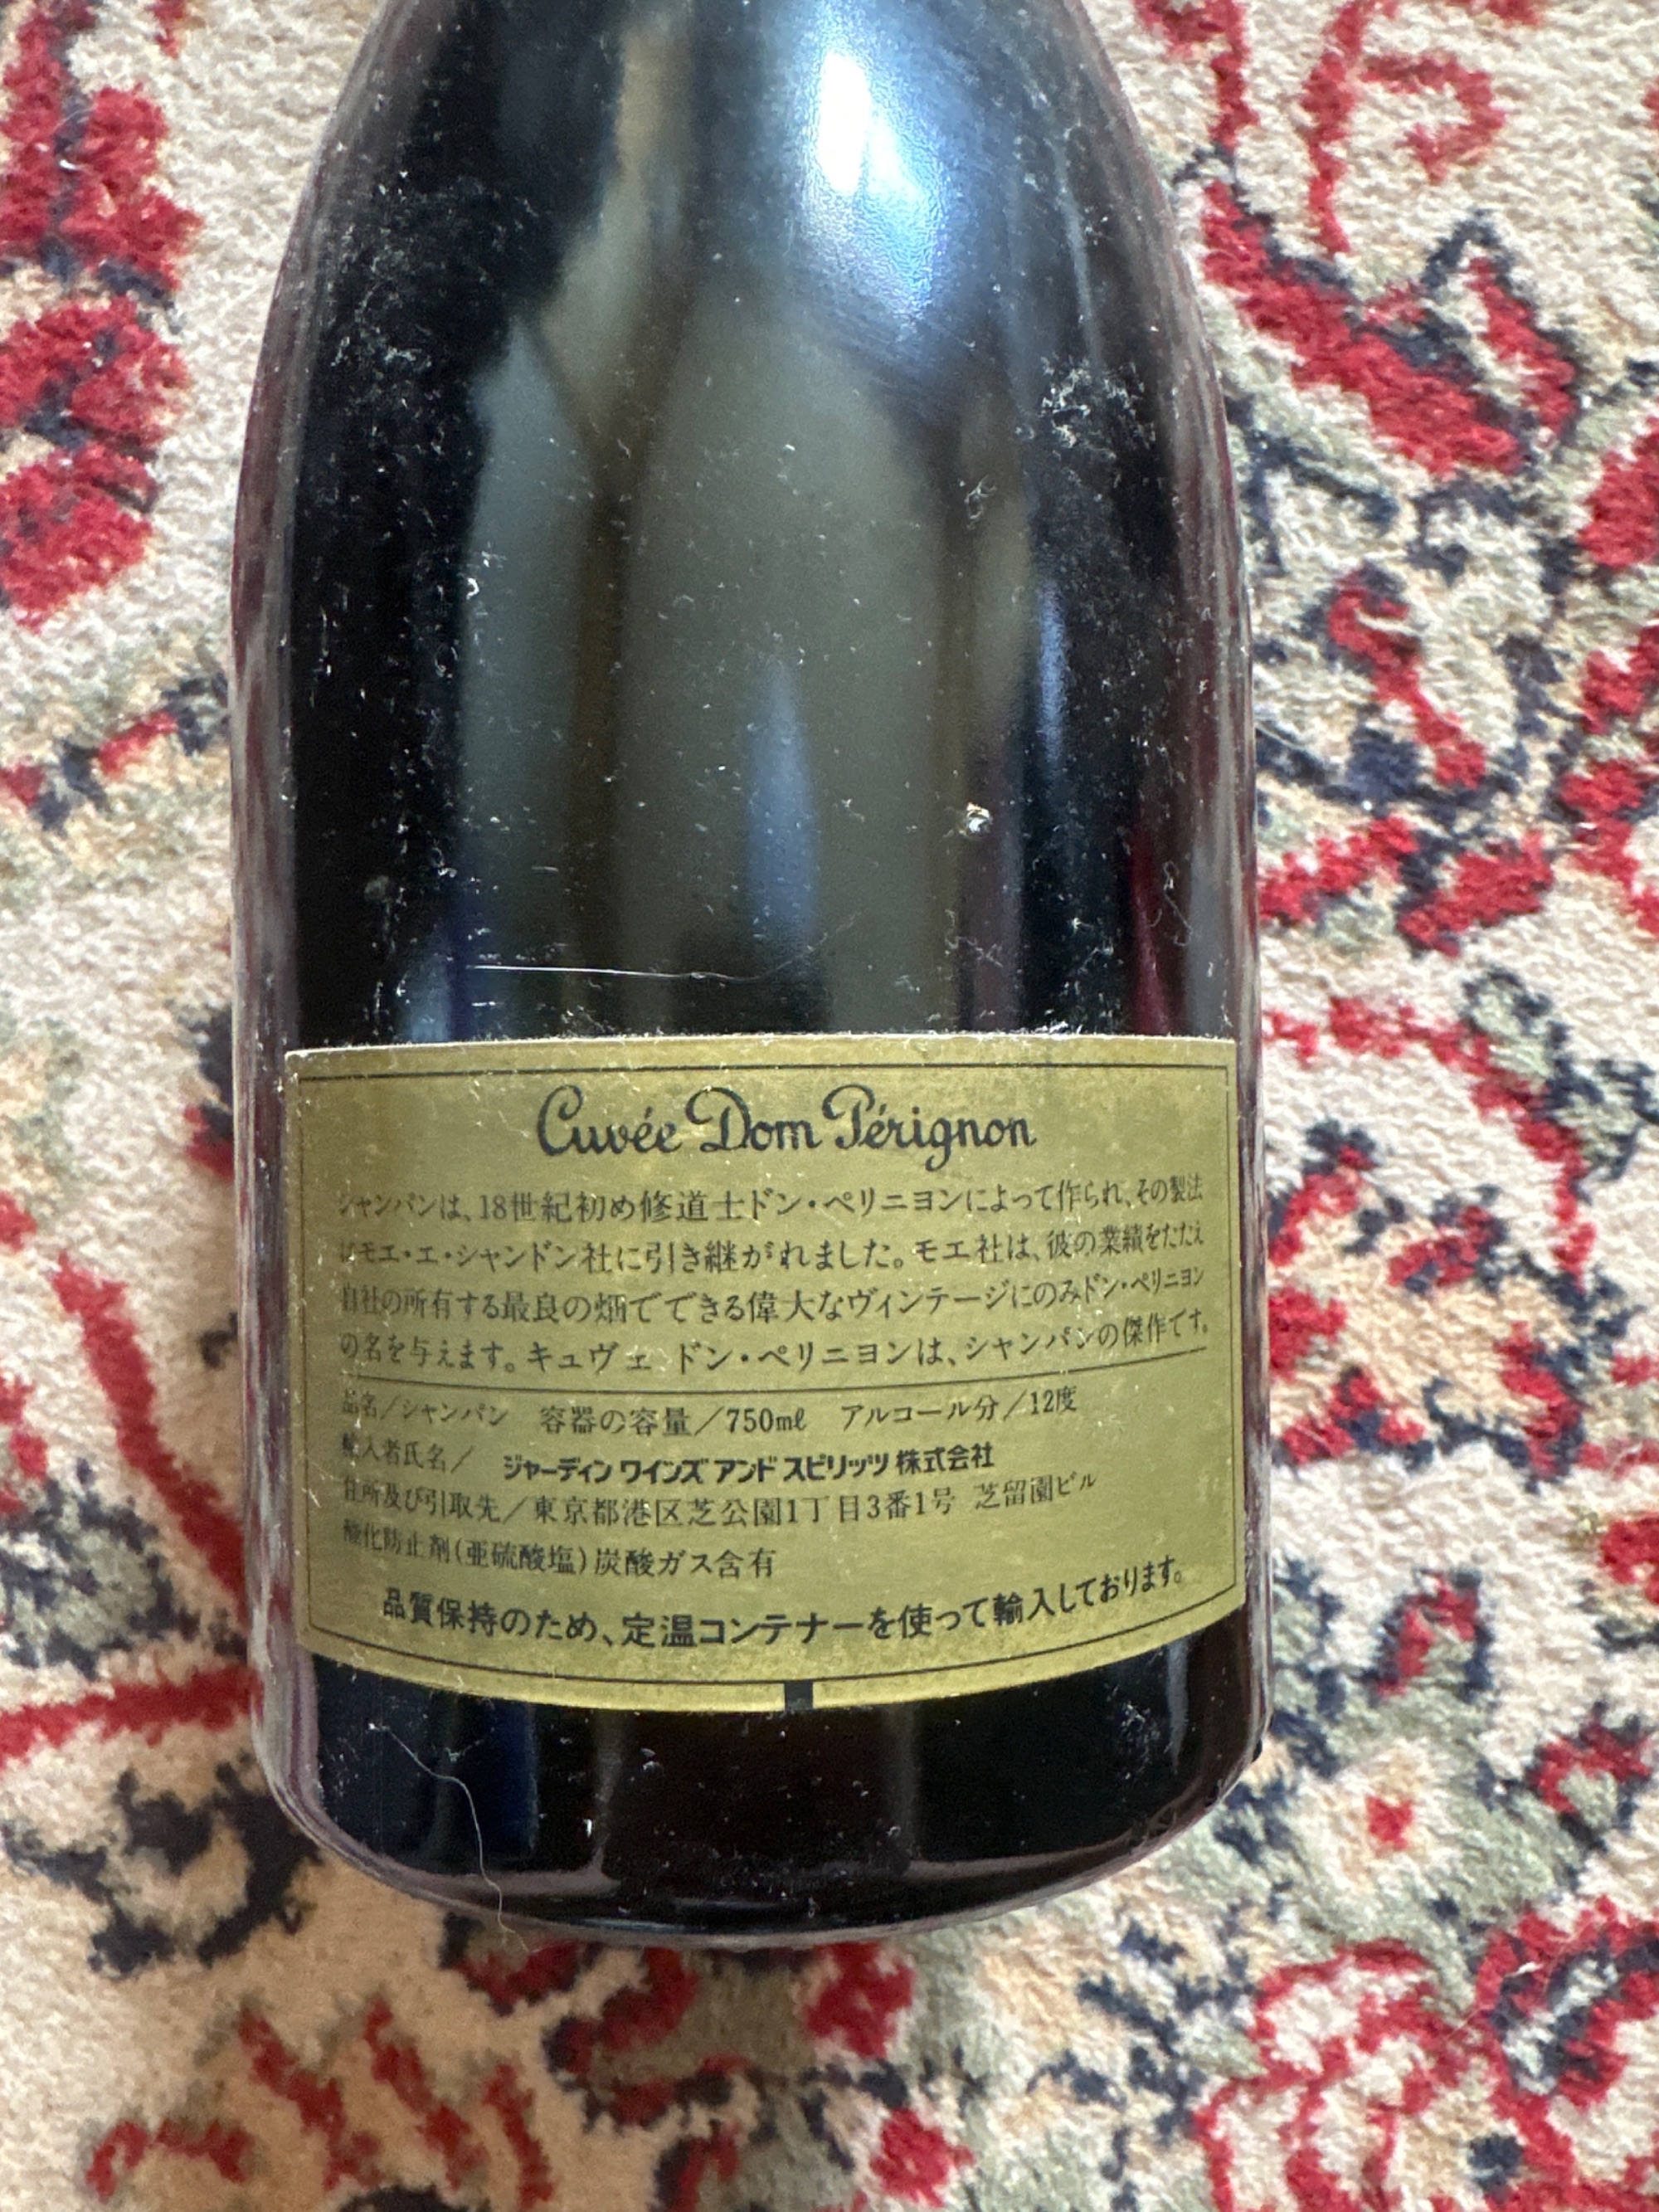 Cuvée Dom Pérignon
シャンパンは、18世紀初め修道士ドン・ペリニヨンによって作られ、その製法
はモエ・エ・シャンドン社に引き継がれました。モエ社は、彼の業績をたたえ
自社の所有する最良の畑でできる偉大なヴィンテージにのみドン・ペリニヨン
の名を与えます。キュヴェ ドン・ペリニヨンは、シャンパンの傑作です。
品名／シャンパン 容器の容量／750mℓ アルコール分／12度
輸入者氏名／ ジャーディン ワインズ アンド スピリッツ 株式会社
住所及び引取先／東京都港区芝公園1丁目3番1号 芝留園ビル
酸化防止剤(亜硫酸塩)炭酸ガス含有
品質保持のため、定温コンテナーを使って輸入しております。